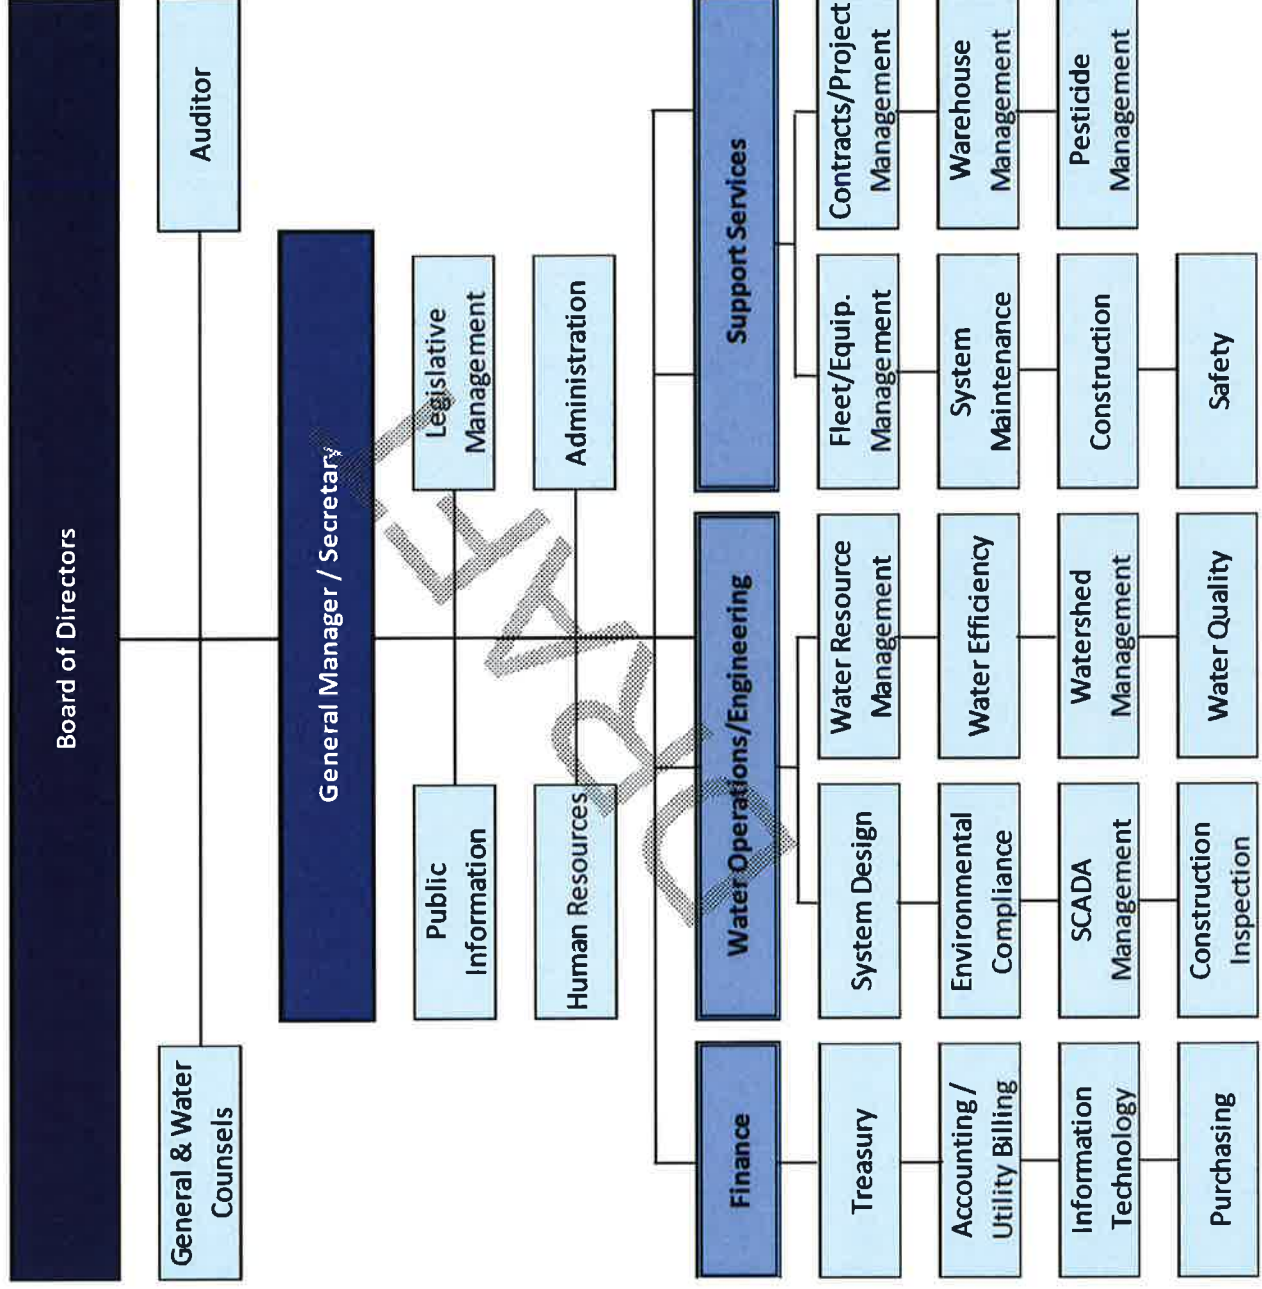 Board of Directors
General & Water
Counsels
Auditor
General Manager / Secretary
Public
Information
Legislative
Management
Human Resources
Administration
Finance
Water Operations/Engineering
Support Services
Treasury
System Design
Water Resource
Management
Fleet/Equip.
Management
Contracts/Project
Management
Accounting /
Utility Billing
Environmental
Compliance
Water Efficiency
System
Maintenance
Warehouse
Management
Information
Technology
SCADA
Management
Watershed
Management
Construction
Pesticide
Management
Purchasing
Construction
Inspection
Water Quality
Safety
DRAFT